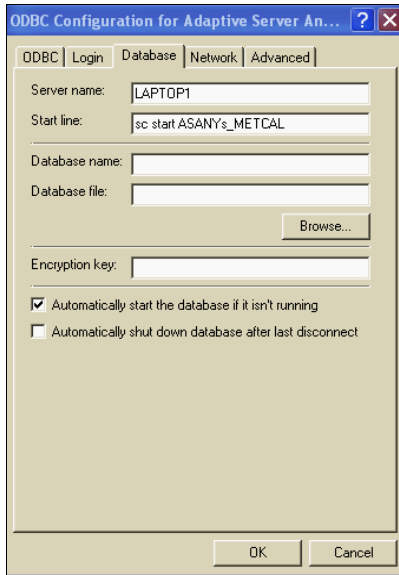 ODBC Configuration for Adaptive Server An...
ODBC Login Database Network Advanced
Server name: LAPTOP1
Start line: sc start ASANYs_METCAL
Database name:
Database file:
Browse...
Encryption key:
Automatically start the database if it isn't running
Automatically shut down database after last disconnect
OK Cancel